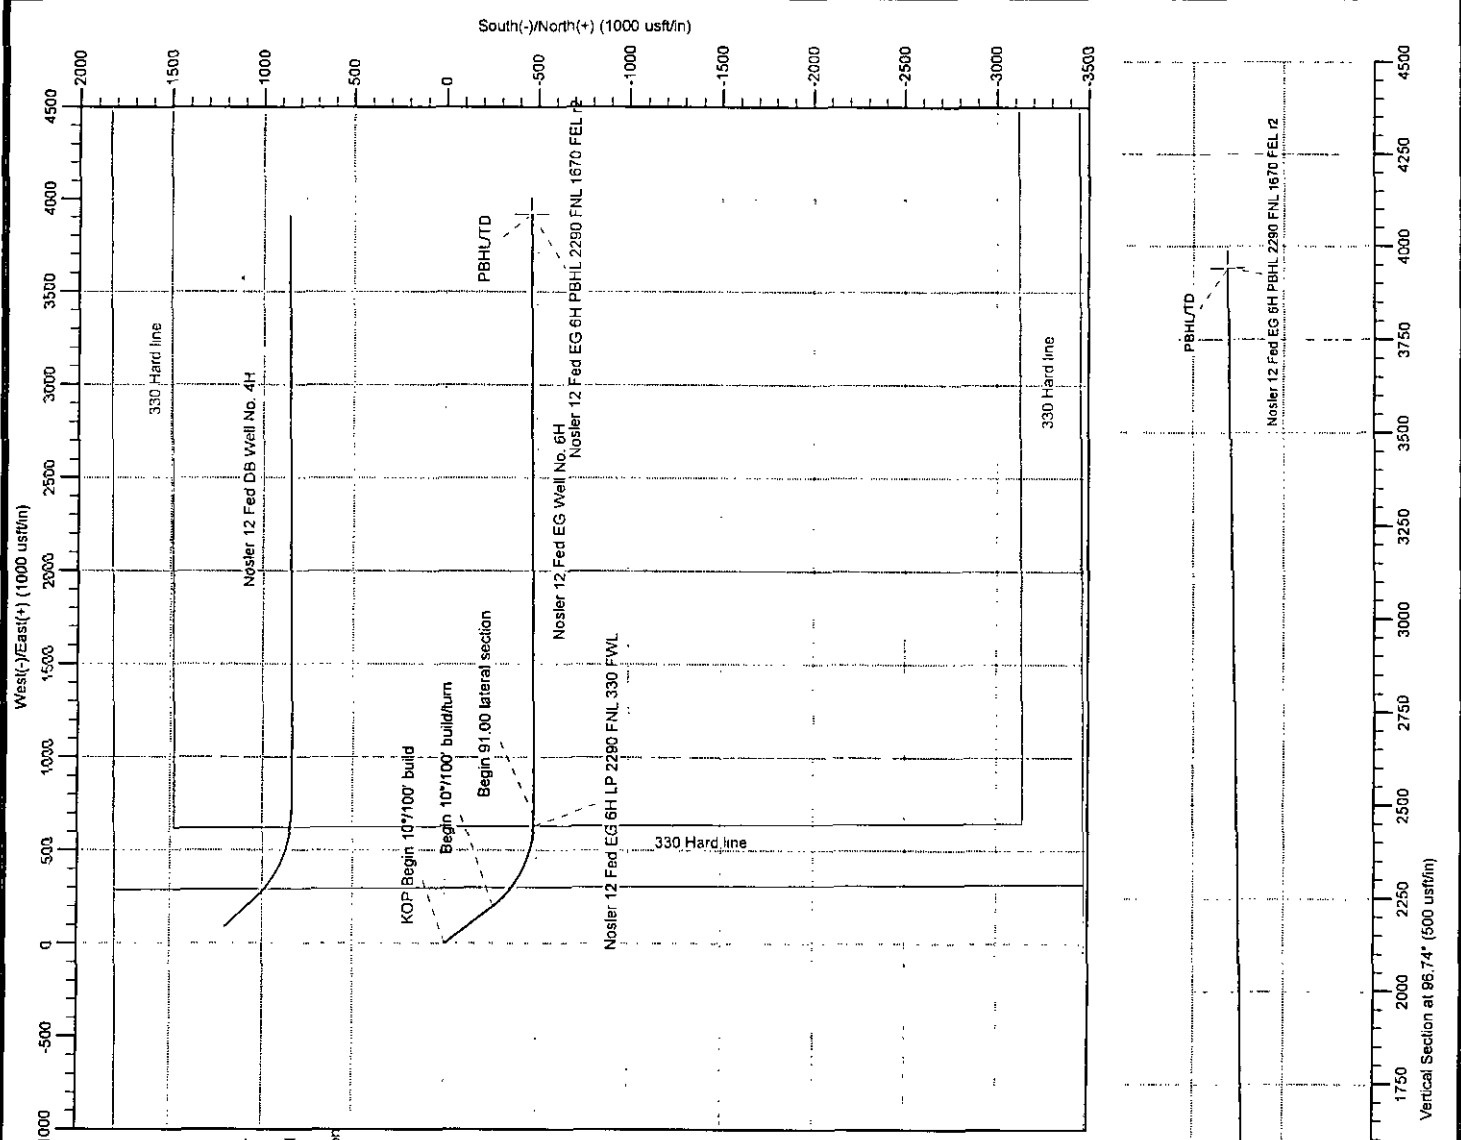 South(-)/North(+) (1000 usft/in)
2000
1500
1000
500
0
-500
-1000
-1500
-2000
-2500
-3000
-3500
West(-)/East(+) (1000 usft/in)
4500
4000
3500
3000
2500
2000
1500
1000
500
0
-500
330 Hard line
Nosler 12 Fed DB Well No. 4H
PBHL/TD
Nosler 12 Fed EG 6H PBHL 2290 FNL 1670 FEL r2
Nosler 12 Fed EG Well No. 6H
330 Hard line
Begin 91.00 lateral section
Begin 10°/100' build/turn
KOP Begin 10°/100' build
Nosler 12 Fed EG 6H LP 2290 FNL 330 FWL
330 Hard line
PBHL/TD
Nosler 12 Fed EG 6H PBHL 2290 FNL 1670 FEL r2
4500
4250
4000
3750
3500
3250
3000
2750
2500
2250
2000
1750
Vertical Section at 96.74° (500 usft/in)